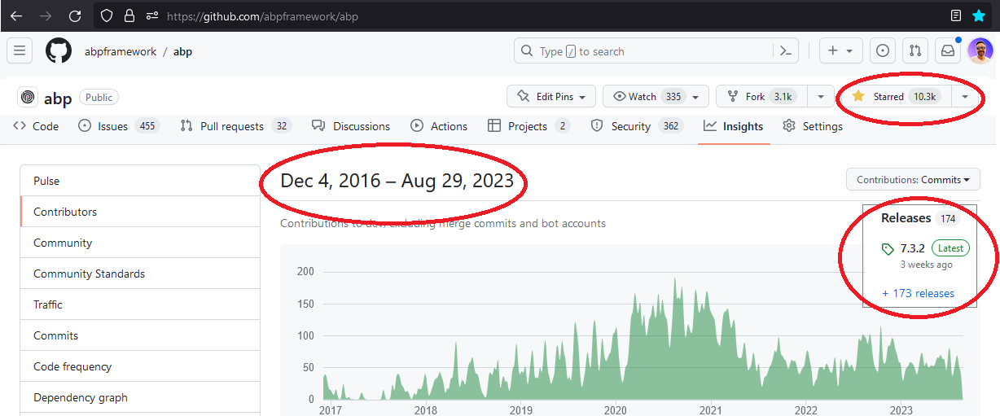 https://github.com/abpframework/abp
abpframework / abp
Type / to search
abp Public
Edit Pins
Watch 335
Fork 3.1k
Starred 10.3k
Code
Issues 455
Pull requests 32
Discussions
Actions
Projects 2
Security 362
Insights
Settings
Pulse
Contributors
Community
Community Standards
Traffic
Commits
Code frequency
Dependency graph
Dec 4, 2016 – Aug 29, 2023
Contributions: Commits
Contributions to dev, excluding merge commits and bot accounts
Releases 174
7.3.2 Latest
3 weeks ago
+ 173 releases
200
150
100
50
0
2017 2018 2019 2020 2021 2022 2023